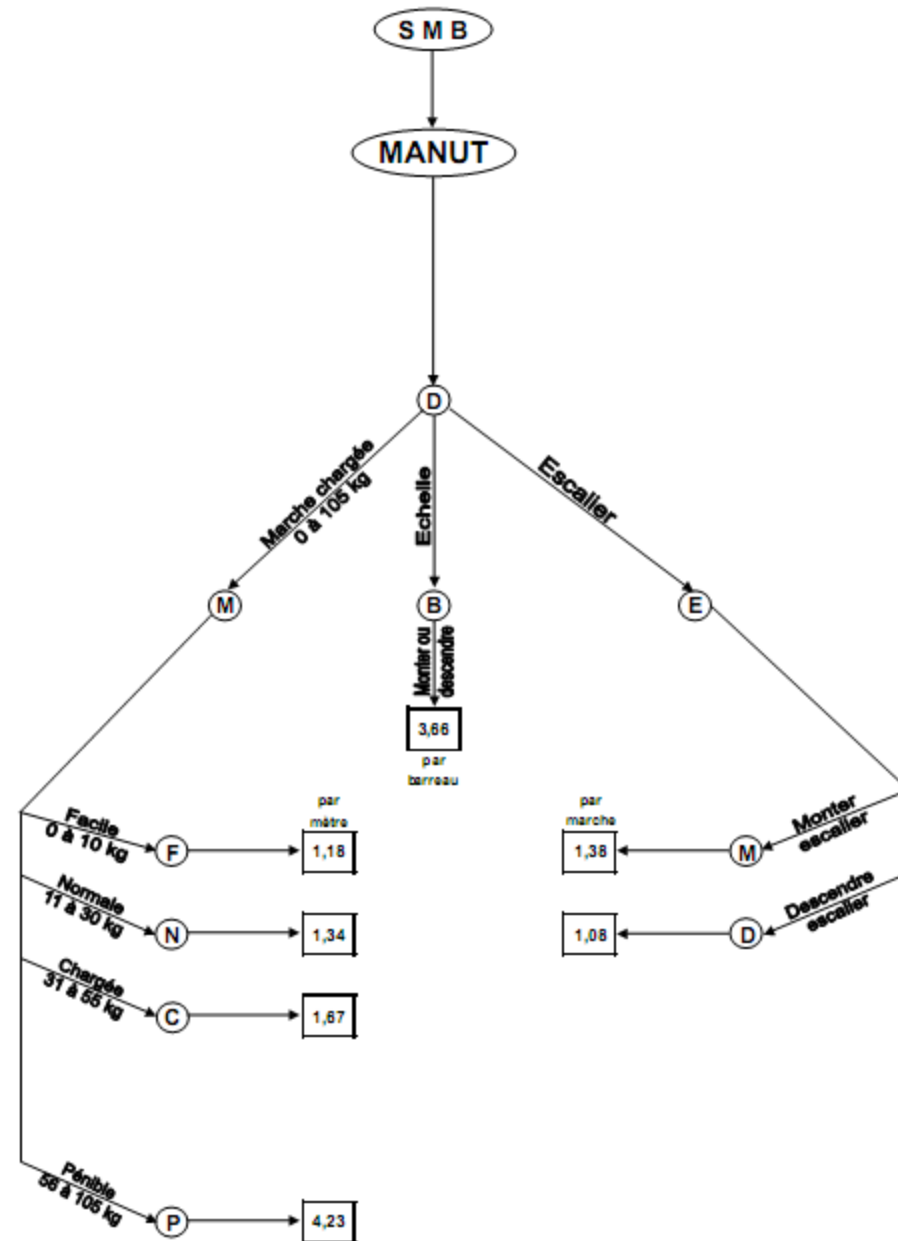 S M B
MANUT
D
Marche chargée
0 à 105 kg
Echelle
Escalier
M
B
E
Monter ou
descendre
3,66
par
barreau
Facile
0 à 10 kg
F
par
mètre
1,18
par
marche
1,38
M
Monter
escalier
Normale
11 à 30 kg
N
1,34
1,08
D
Descendre
escalier
Chargée
31 à 55 kg
C
1,67
Pénible
56 à 105 kg
P
4,23